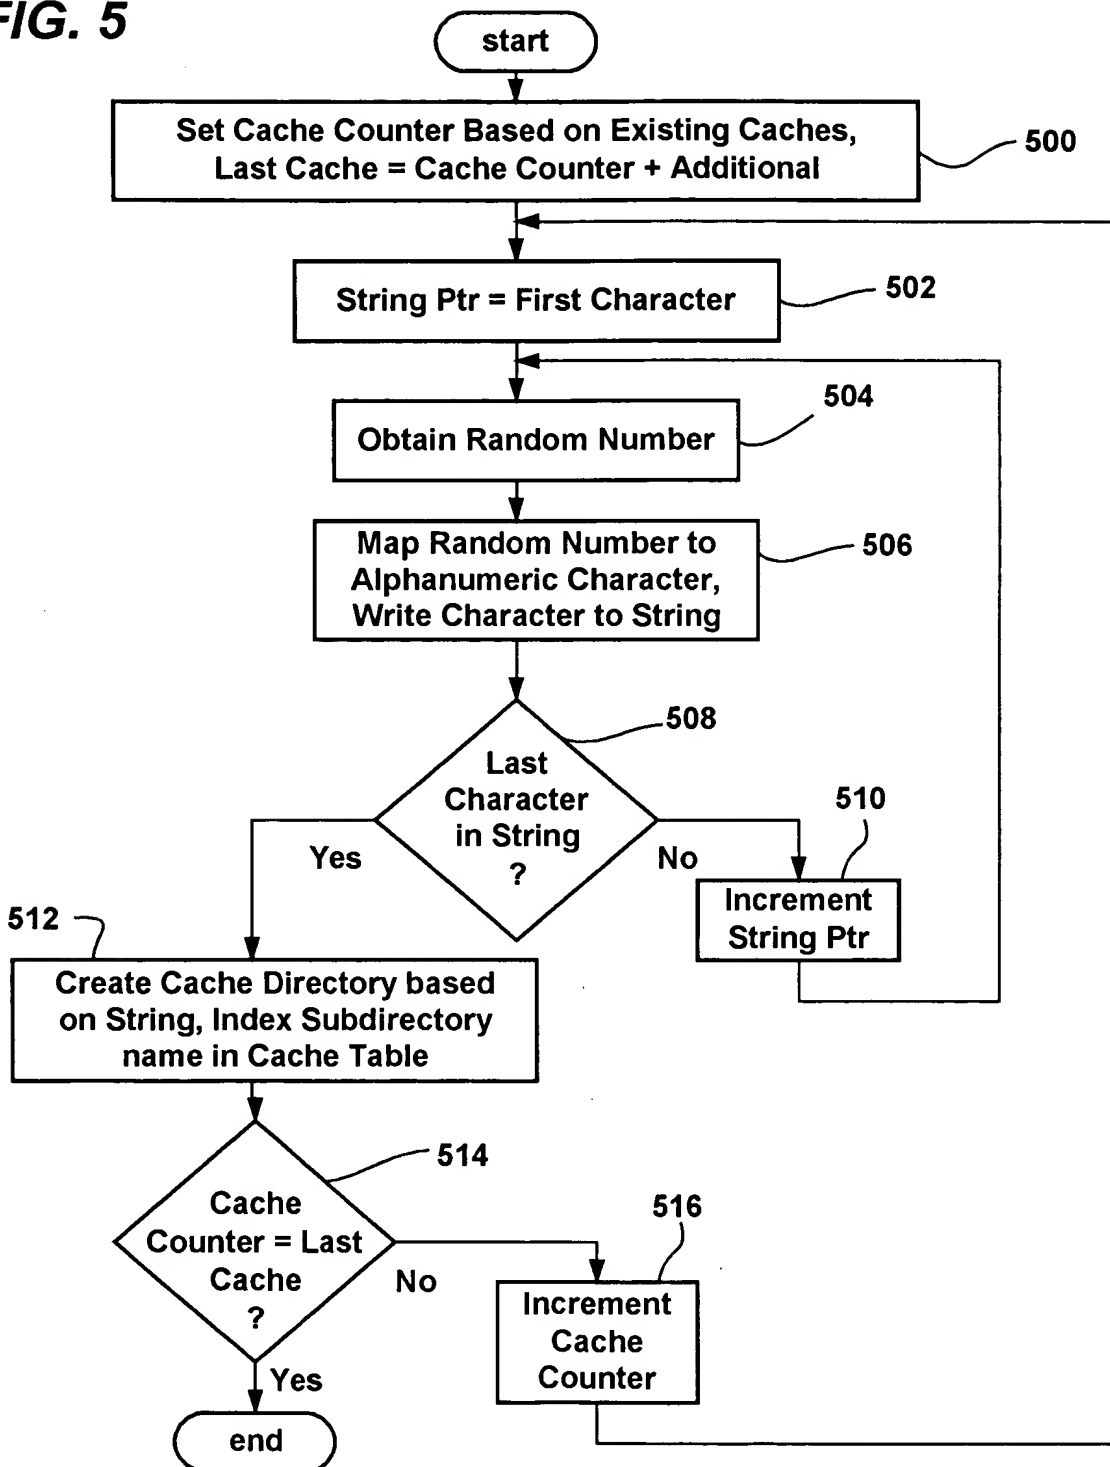 FIG. 5
start
Set Cache Counter Based on Existing Caches,
Last Cache = Cache Counter + Additional
500
String Ptr = First Character
502
504
Obtain Random Number
Map Random Number to
Alphanumeric Character,
Write Character to String
506
508
Last
Character
in String
?
Yes
No
510
Increment
String Ptr
512
Create Cache Directory based
on String, Index Subdirectory
name in Cache Table
514
Cache
Counter = Last
Cache
?
No
516
Increment
Cache
Counter
Yes
end